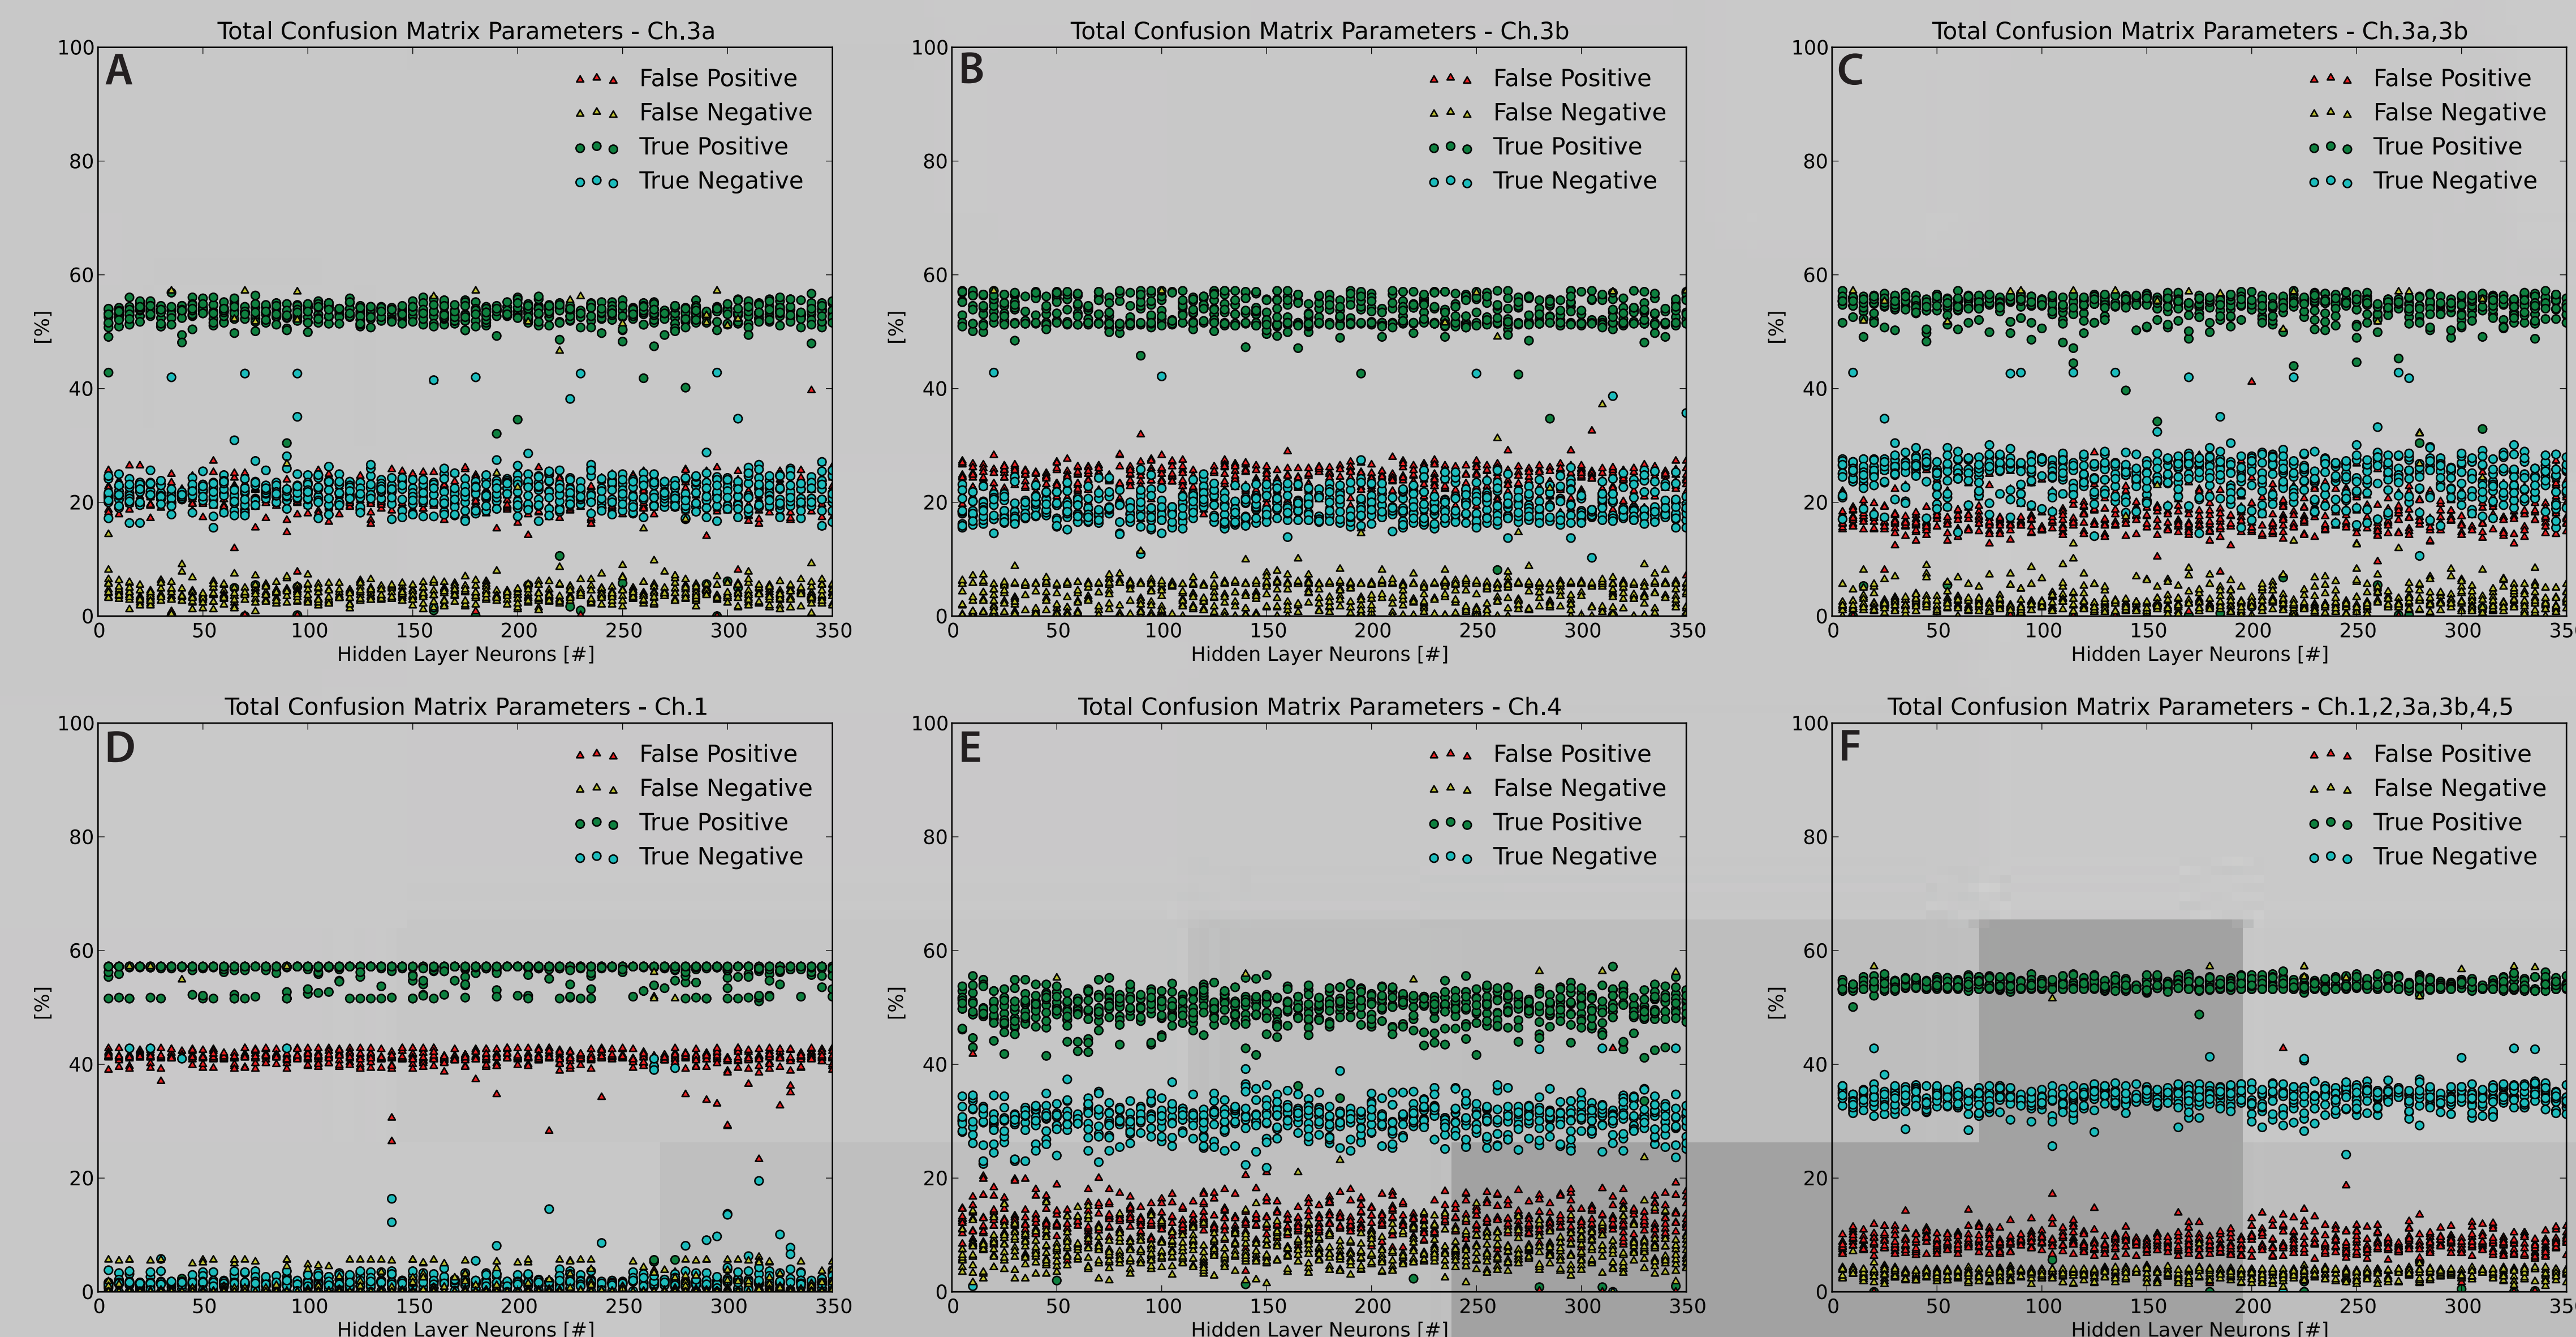 Total Confusion Matrix Parameters - Ch.3a
A
False Positive
False Negative
True Positive
True Negative
100
80
60
40
20
0
[%]
0 50 100 150 200 250 300 350
Hidden Layer Neurons [#]
Total Confusion Matrix Parameters - Ch.3b
B
False Positive
False Negative
True Positive
True Negative
100
80
60
40
20
0
[%]
0 50 100 150 200 250 300 350
Hidden Layer Neurons [#]
Total Confusion Matrix Parameters - Ch.3a,3b
C
False Positive
False Negative
True Positive
True Negative
100
80
60
40
20
0
[%]
0 50 100 150 200 250 300 35
Hidden Layer Neurons [#]
Total Confusion Matrix Parameters - Ch.1
D
False Positive
False Negative
True Positive
True Negative
100
80
60
40
20
0
[%]
0 50 100 150 200 250 300 350
Hidden Layer Neurons [#]
Total Confusion Matrix Parameters - Ch.4
E
False Positive
False Negative
True Positive
True Negative
100
80
60
40
20
0
[%]
0 50 100 150 200 250 300 350
Hidden Layer Neurons [#]
Total Confusion Matrix Parameters - Ch.1,2,3a,3b,4,5
F
False Positive
False Negative
True Positive
True Negative
100
80
60
40
20
0
[%]
0 50 100 150 200 250 300 35
Hidden Layer Neurons [#]